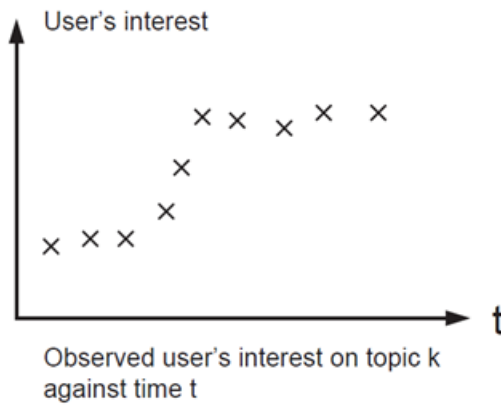 User's interest
t
Observed user's interest on topic k
against time t